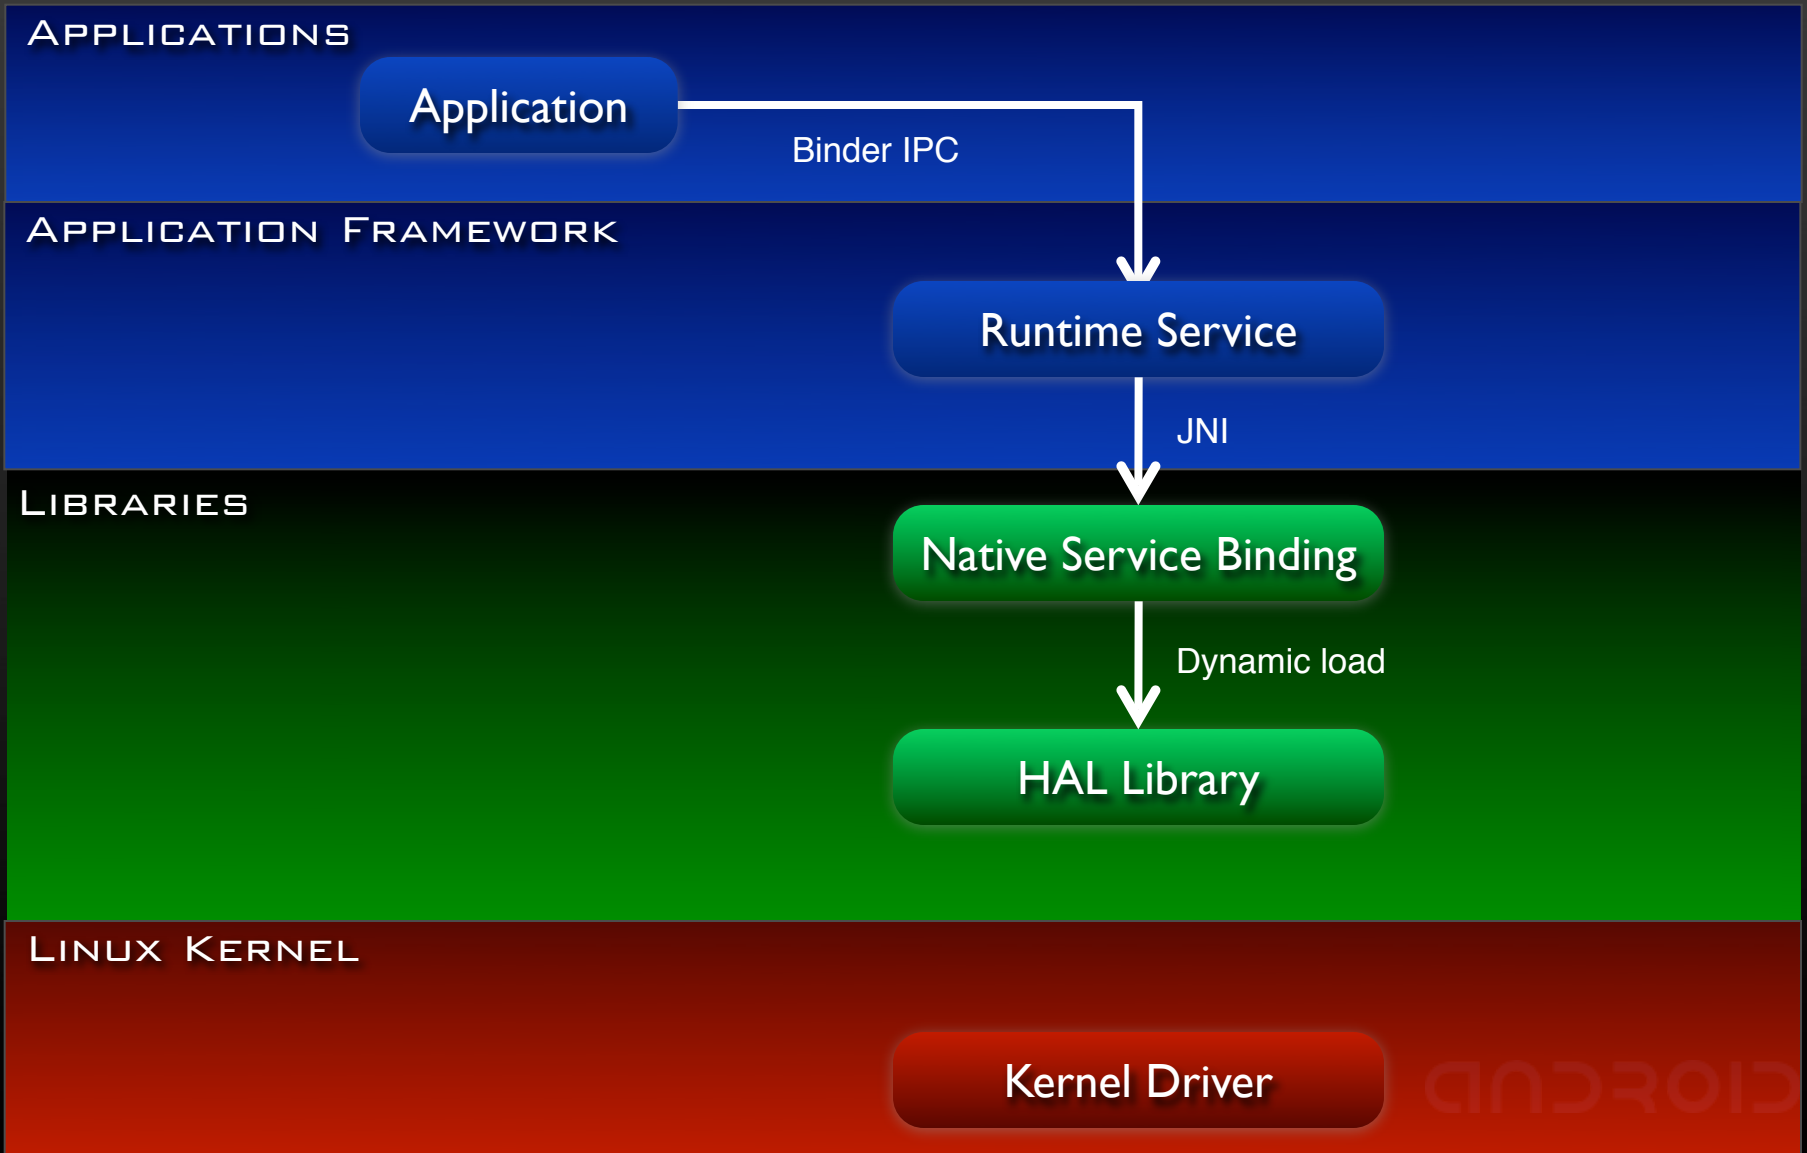 APPLICATIONS
Application
Binder IPC
APPLICATION FRAMEWORK
Runtime Service
JNI
LIBRARIES
Native Service Binding
Dynamic load
HAL Library
LINUX KERNEL
Kernel Driver
ANDROID